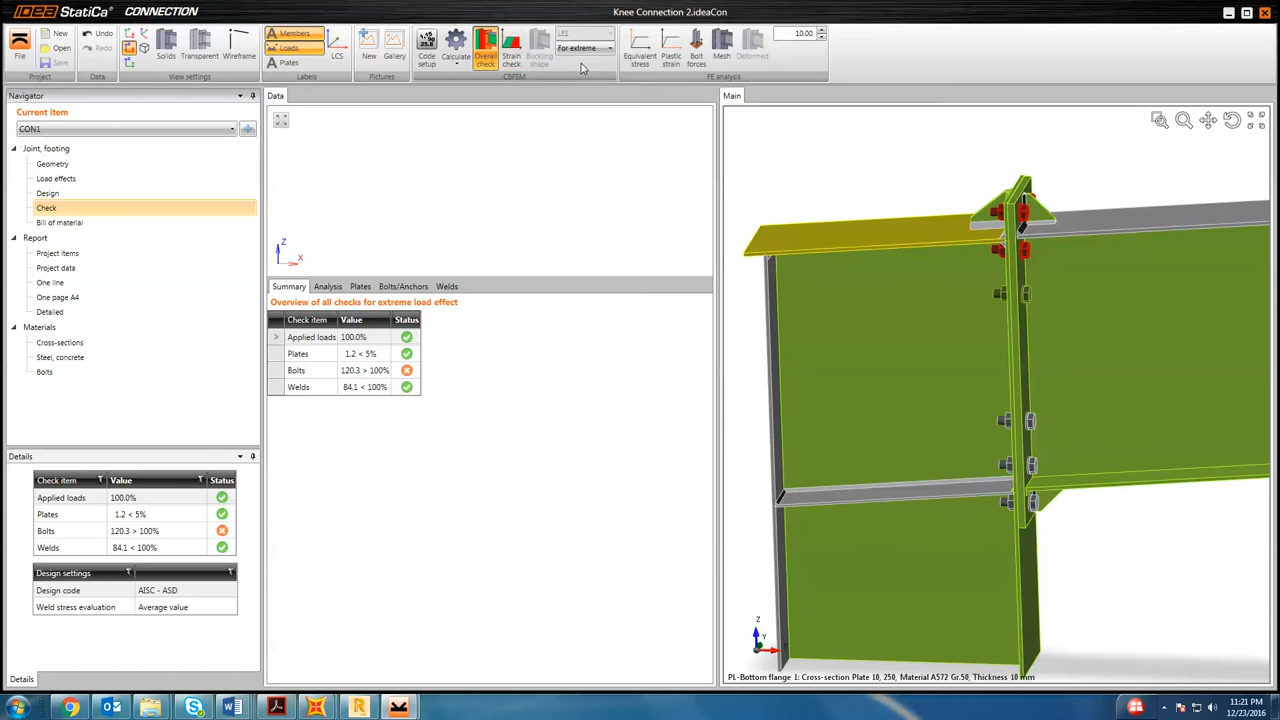 idea StatiCa CONNECTION
Knee Connection 2.ideaCon
File
New
Open
Save
Project
Undo
Redo
Data
Solids
Transparent
Wireframe
View settings
Members
Loads
Plates
LCS
Labels
New
Gallery
Pictures
Code setup
Calculate
Overall check
Strain check
Buckling shape
LE1
For extreme
CBFEM
Equivalent stress
Plastic strain
Bolt forces
Mesh
Deformed
10.00
FE analysis
Navigator
Current item
CON1
Joint, footing
Geometry
Load effects
Design
Check
Bill of material
Report
Project items
Project data
One line
One page A4
Detailed
Materials
Cross-sections
Steel, concrete
Bolts
Details
Check item Value Status
Applied loads 100.0%
Plates 1.2 < 5%
Bolts 120.3 > 100%
Welds 84.1 < 100%
Design settings
Design code AISC - ASD
Weld stress evaluation Average value
Details
Data
Z
X
Summary Analysis Plates Bolts/Anchors Welds
Overview of all checks for extreme load effect
Check item Value Status
Applied loads 100.0%
Plates 1.2 < 5%
Bolts 120.3 > 100%
Welds 84.1 < 100%
Main
Z
Y
PL-Bottom flange 1: Cross-section Plate 10, 250, Material A572 Gr.50, Thickness 10 mm
11:21 PM
12/23/2016